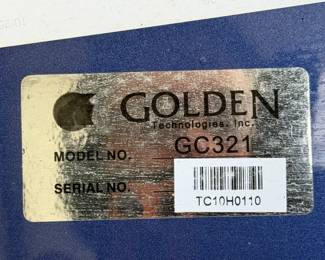 GOLDEN
Technologies, Inc.
MODEL NO. GC321
SERIAL NO.
TC10H0110